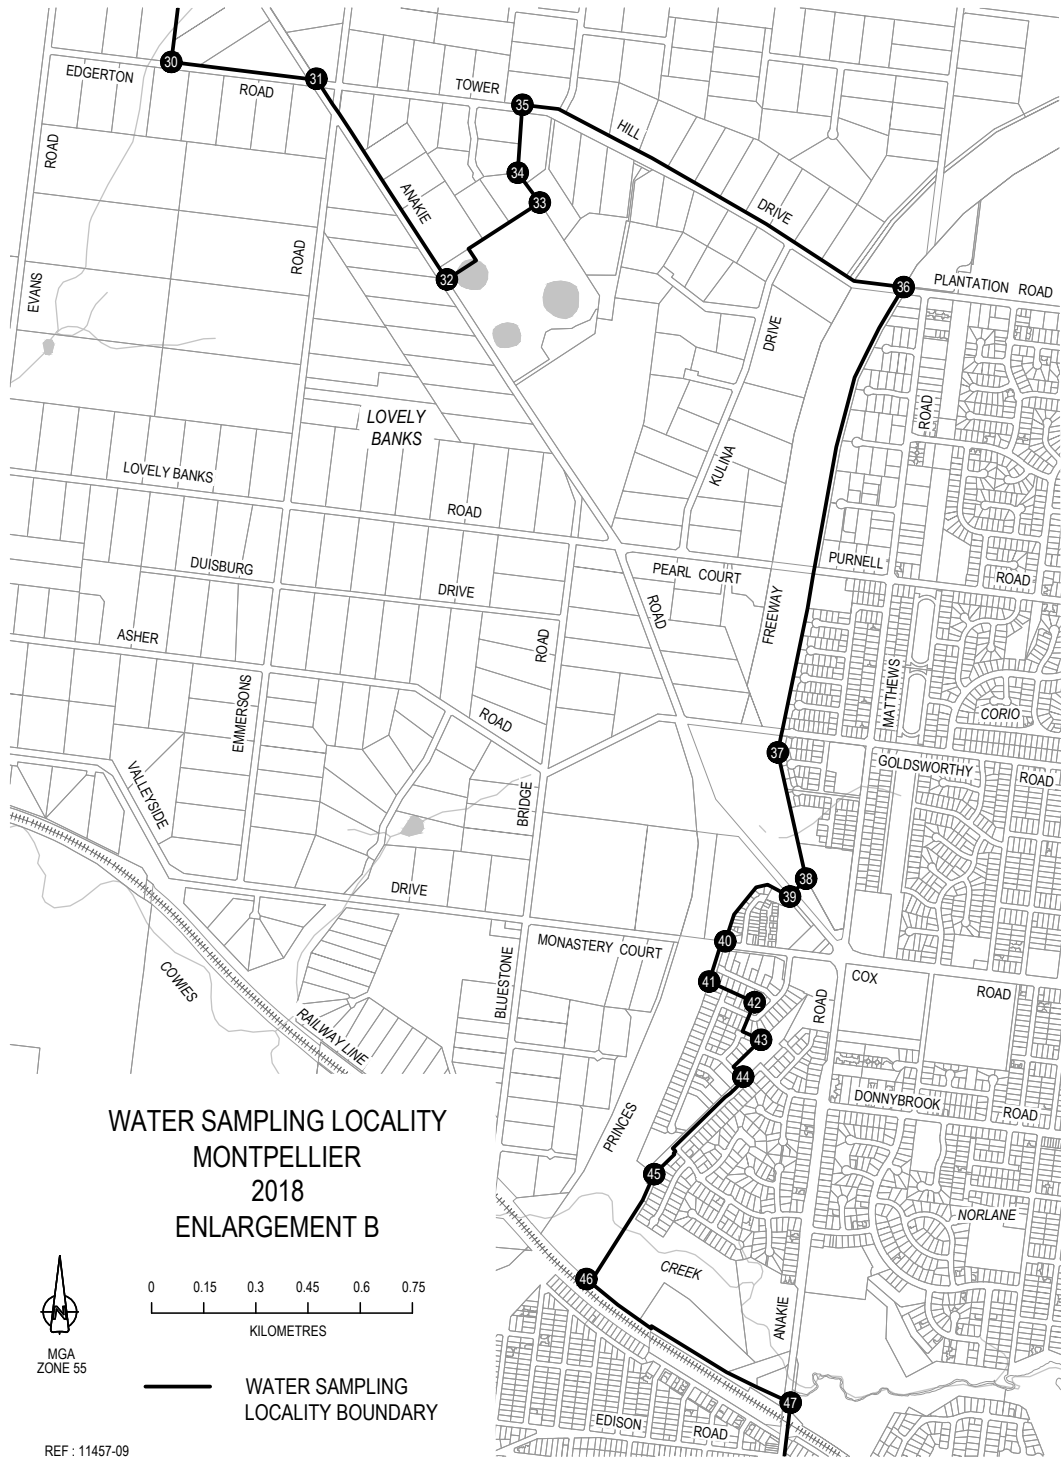 30
EDGERTON
ROAD
31
TOWER
35
HILL
ROAD
34
33
ANAKIE
DRIVE
ROAD
32
EVANS
36
PLANTATION ROAD
DRIVE
LOVELY
BANKS
ROAD
KULINA
LOVELY BANKS
ROAD
DUISBURG
DRIVE
PEARL COURT
PURNELL
ROAD
ROAD
FREEWAY
ASHER
ROAD
EMMERSONS
MATTHEWS
CORIO
ROAD
37
GOLDSWORTHY
ROAD
VALLEYSIDE
BRIDGE
DRIVE
38
39
40
MONASTERY COURT
COWIES
BLUESTONE
41
42
COX
ROAD
ROAD
43
RAILWAY LINE
44
DONNYBROOK
ROAD
PRINCES
WATER SAMPLING LOCALITY
MONTPELLIER
2018
ENLARGEMENT B
45
NORLANE
CREEK
46
0 0.15 0.3 0.45 0.6 0.75
KILOMETRES
N
MGA
ZONE 55
ANAKIE
WATER SAMPLING
LOCALITY BOUNDARY
47
EDISON
ROAD
REF : 11457-09